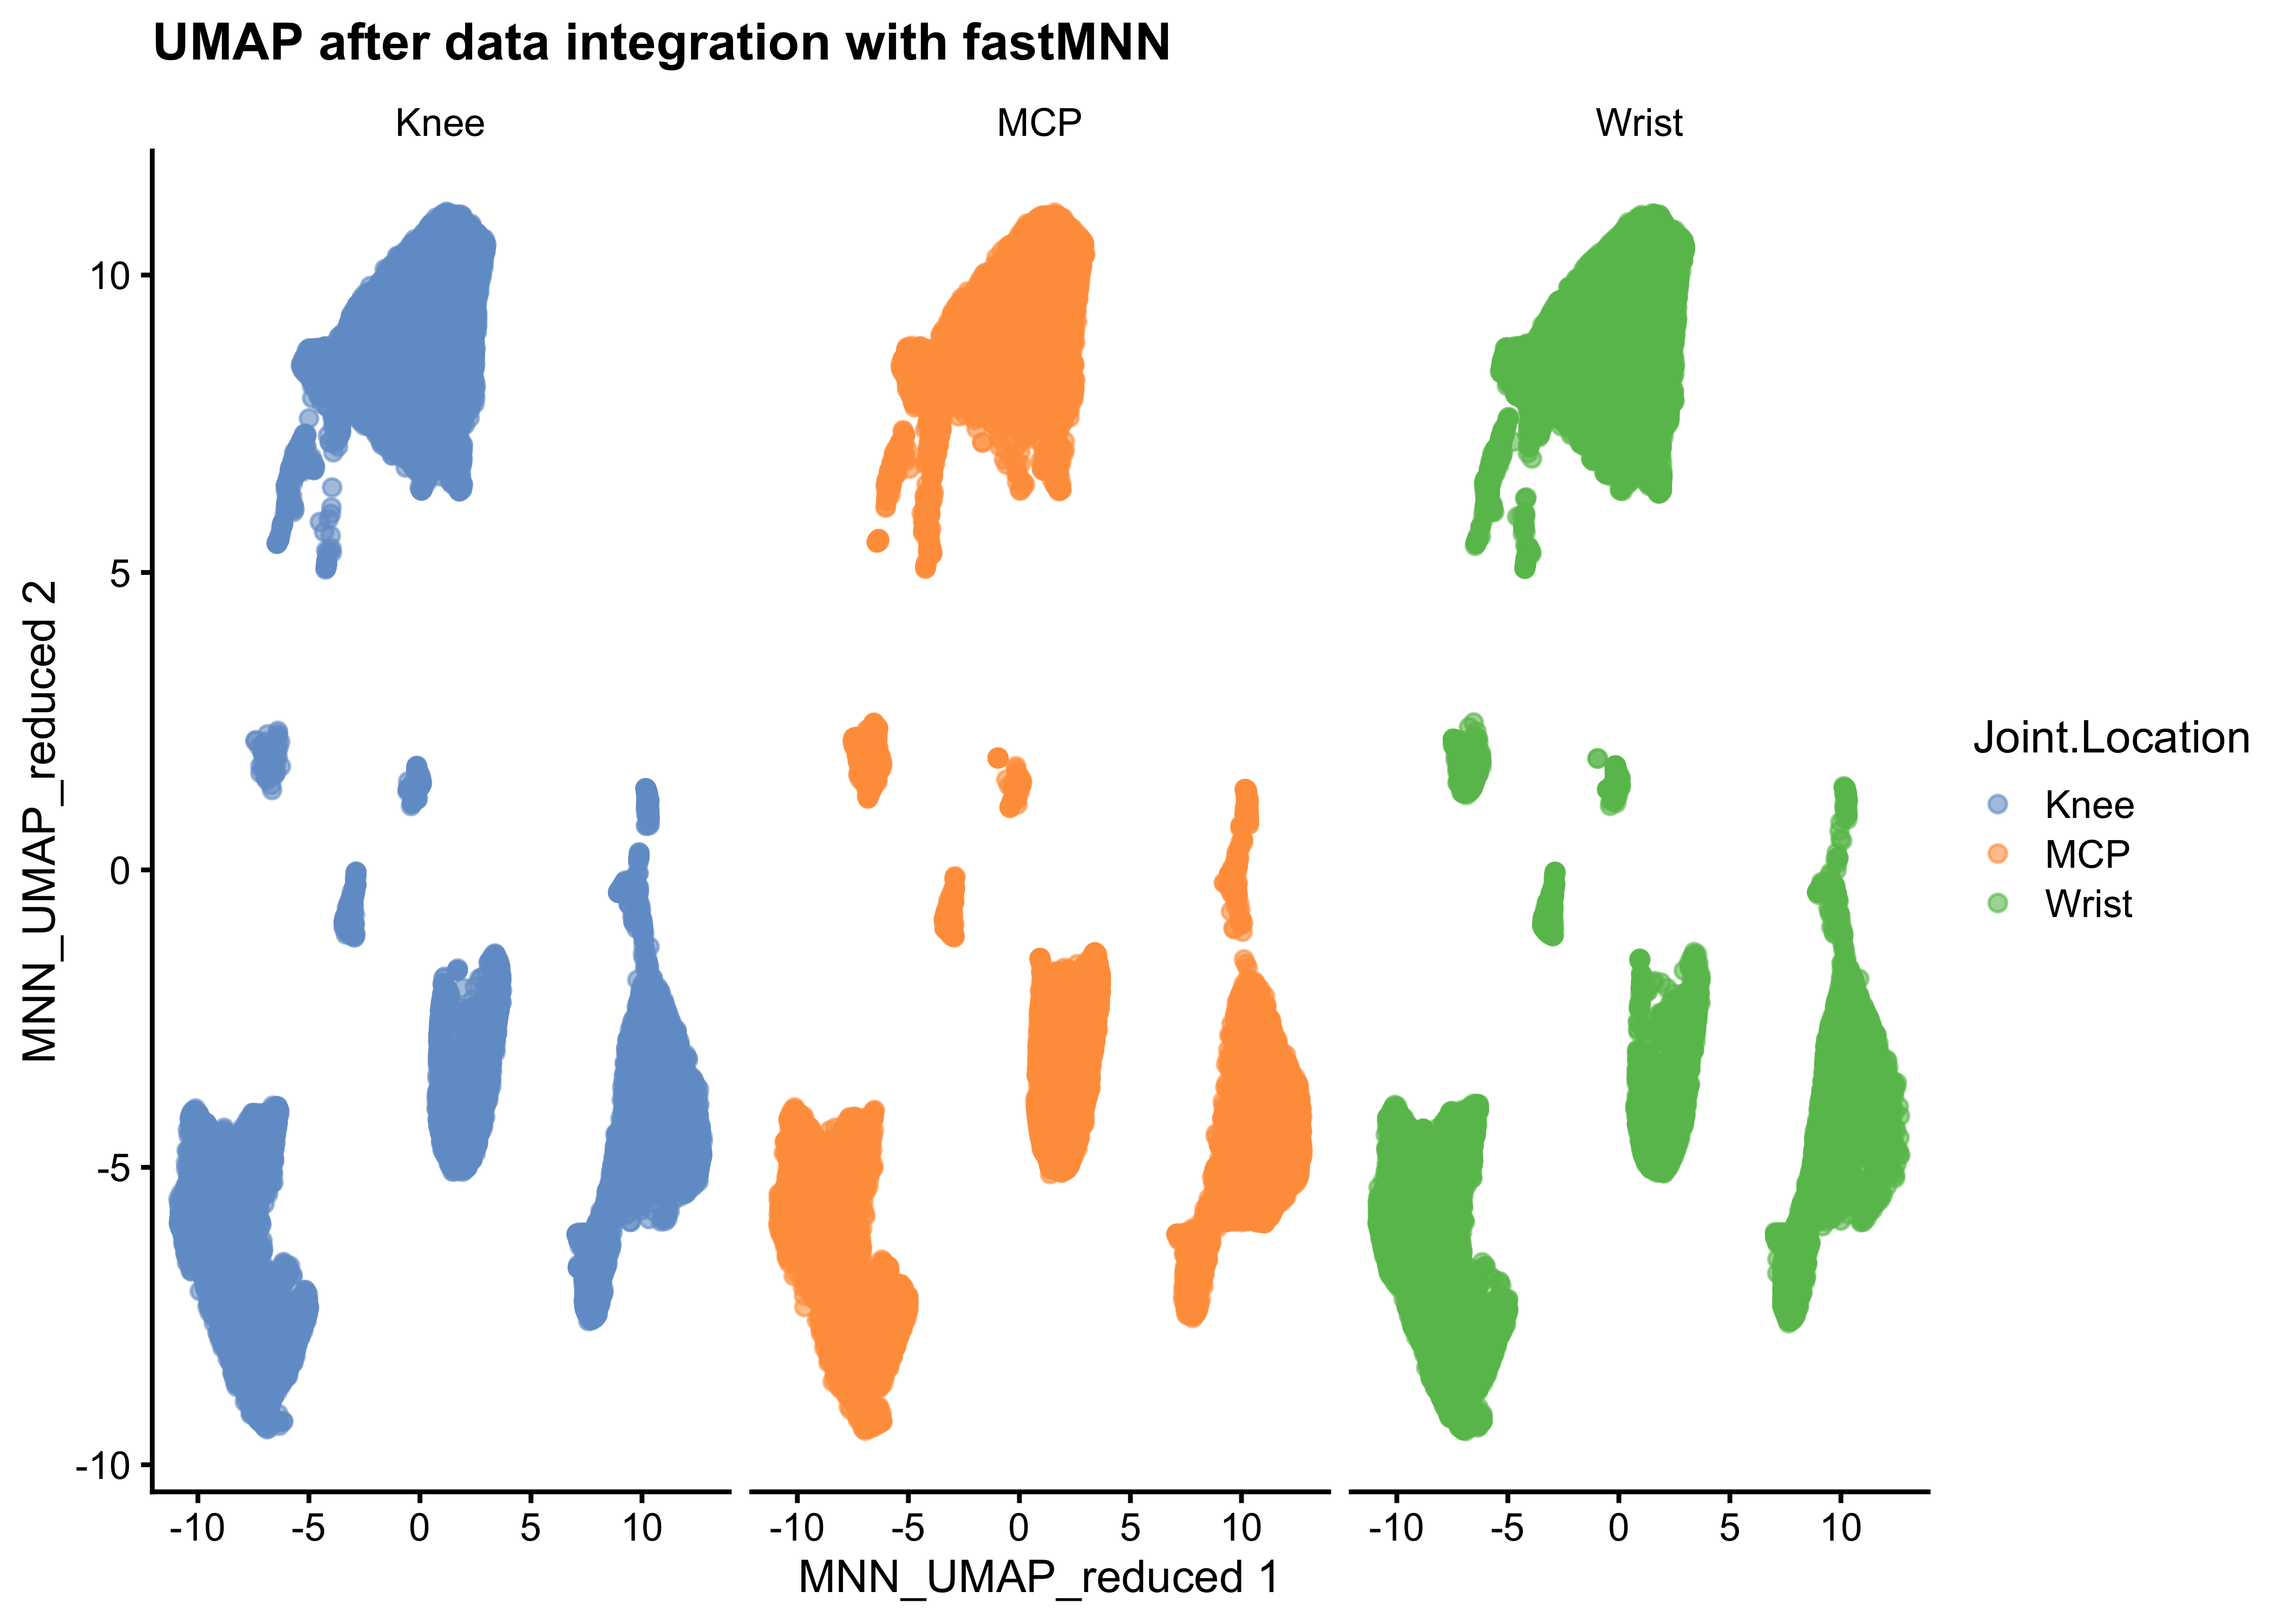 UMAP after data integration with fastMNN
Knee
MCP
Wrist
MNN_UMAP_reduced 2
10
5
0
-5
-10
-10
-5
0
5
10
-10
-5
0
5
10
-10
-5
0
5
10
MNN_UMAP_reduced 1
Joint.Location
Knee
MCP
Wrist